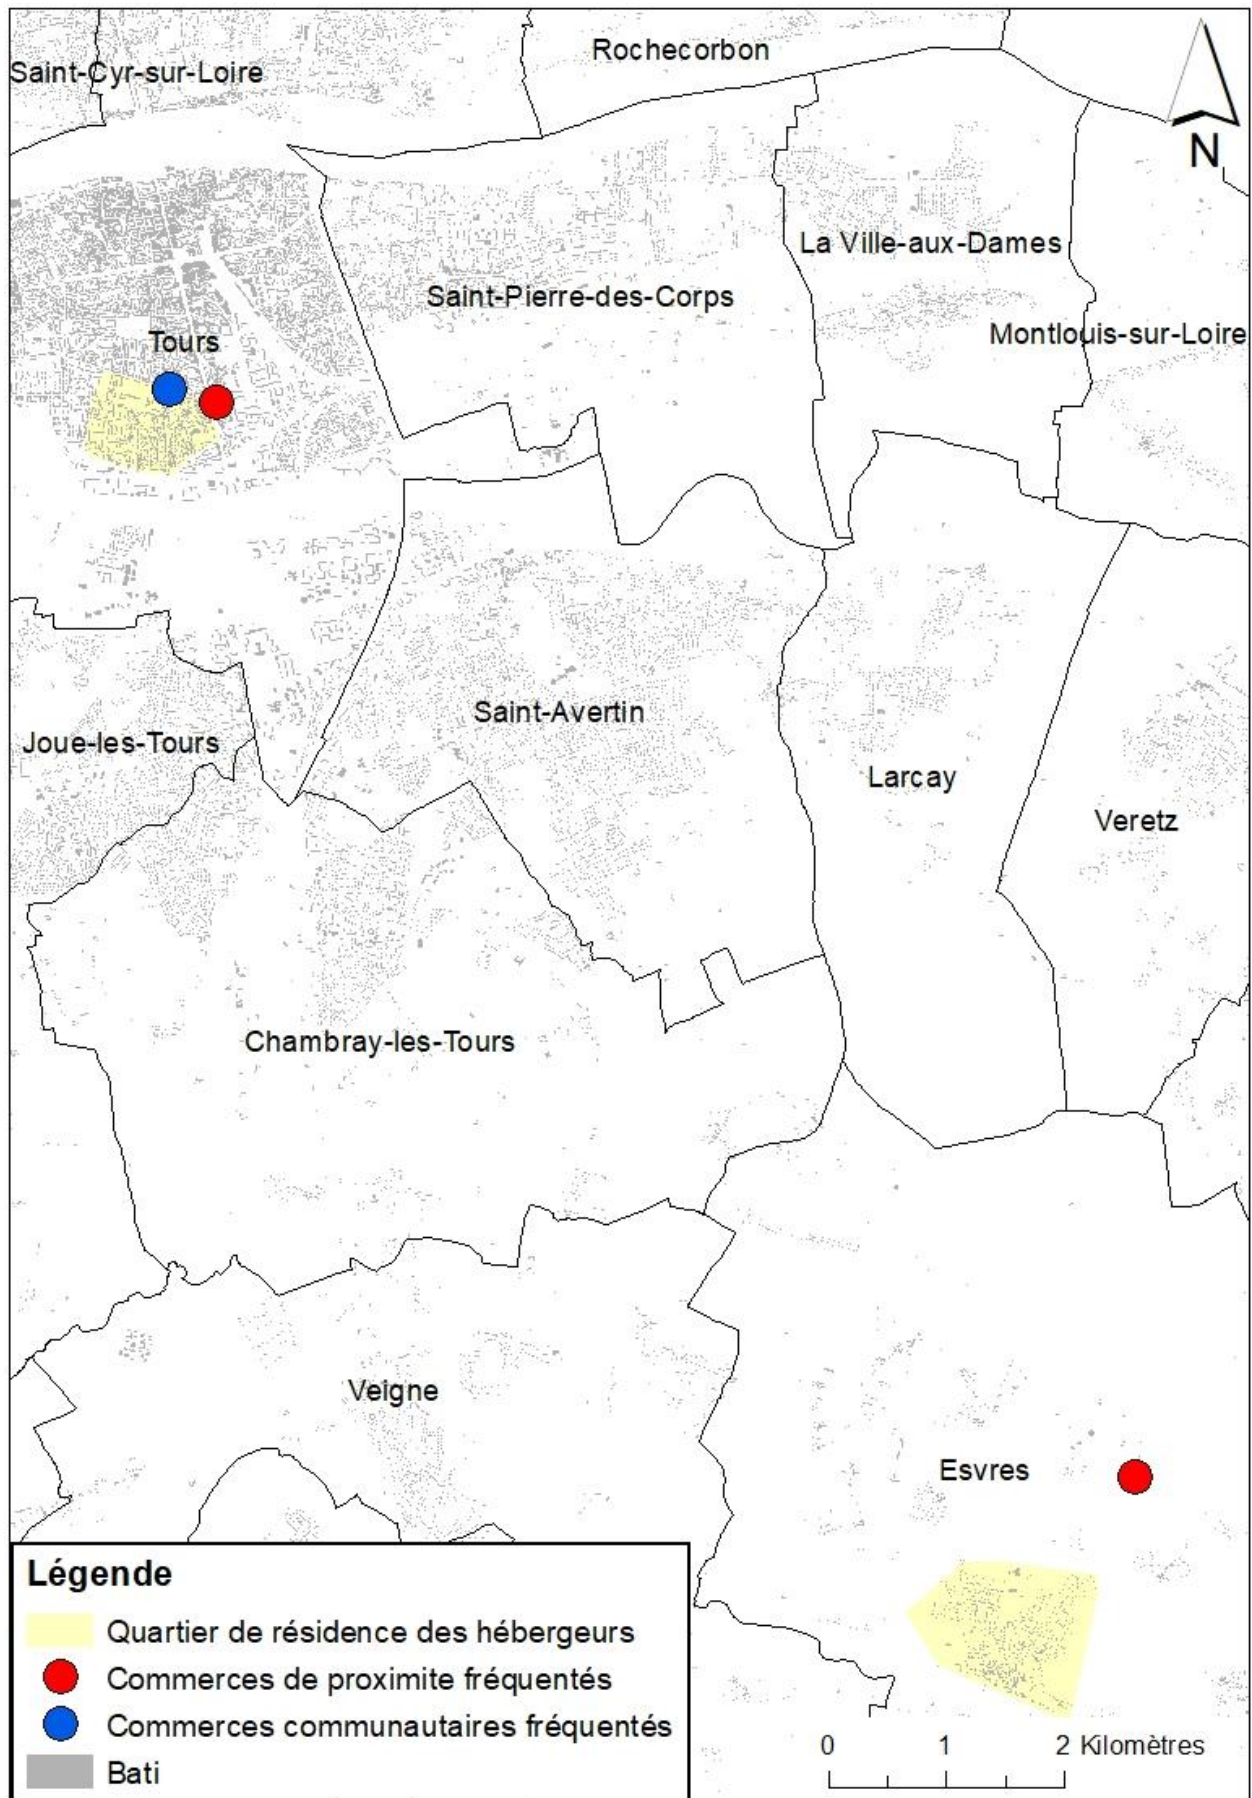 Rochecorbon
Saint-Cyr-sur-Loire
N
La Ville-aux-Dames
Saint-Pierre-des-Corps
Montlouis-sur-Loire
Tours
Saint-Avertin
Joue-les-Tours
Larcay
Veretz
Chambray-les-Tours
Veigne
Esvres
Légende
Quartier de résidence des hébergeurs
Commerces de proximite fréquentés
Commerces communautaires fréquentés
Bati
0 1 2 Kilomètres